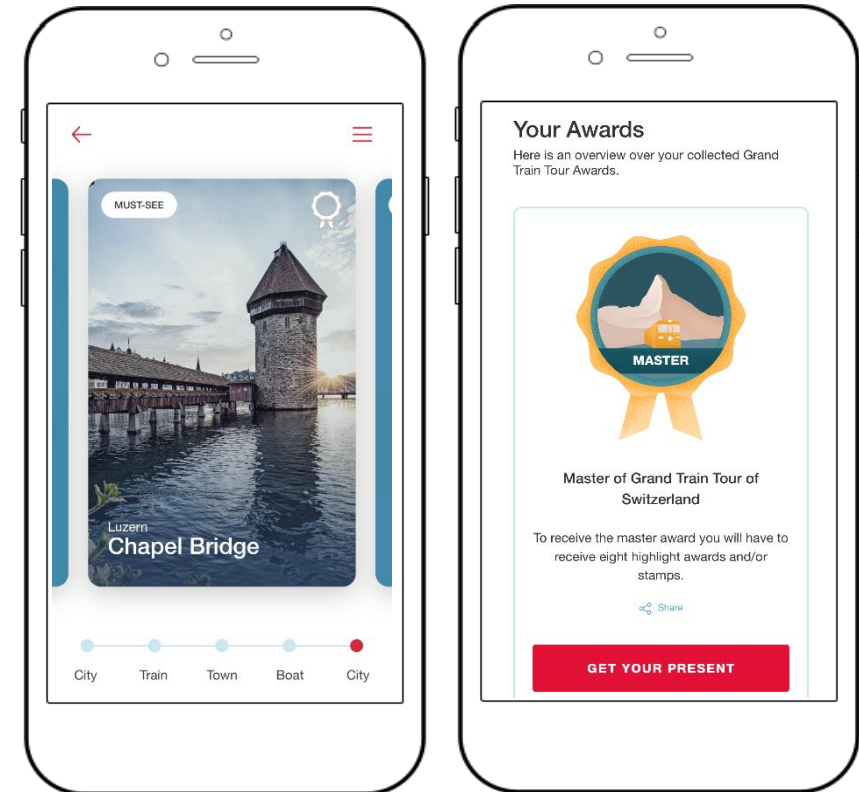 MUST-SEE
Luzern
Chapel Bridge
City Train Town Boat City
Your Awards
Here is an overview over your collected Grand
Train Tour Awards.
MASTER
Master of Grand Train Tour of
Switzerland
To receive the master award you will have to
receive eight highlight awards and/or
stamps.
Share
GET YOUR PRESENT